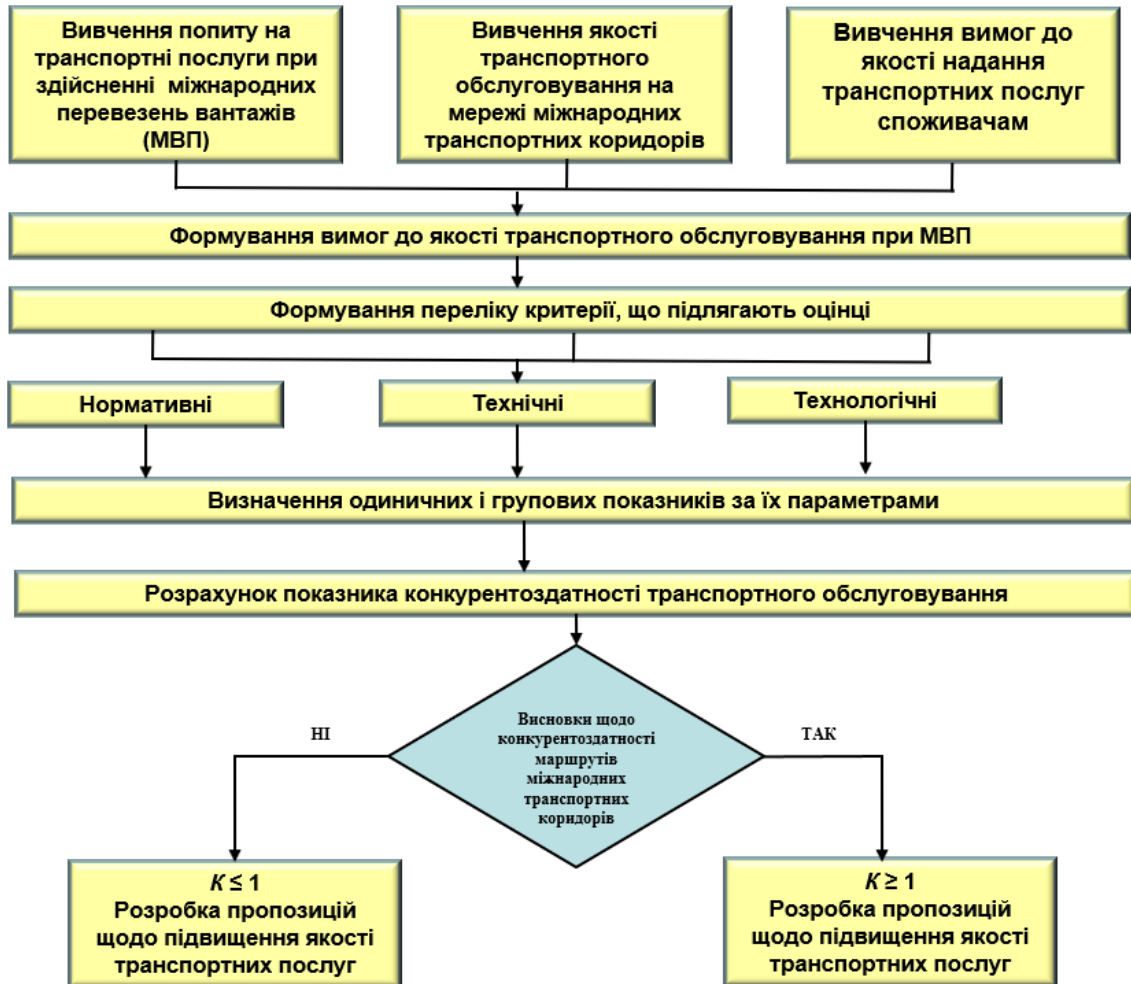 Вивчення попиту на
транспортні послуги при
здійсненні міжнародних
перевезень вантажів
(МВП)
Вивчення якості
транспортного
обслуговування на
мережі міжнародних
транспортних коридорів
Вивчення вимог до
якості надання
транспортних послуг
споживачам
Формування вимог до якості транспортного обслуговування при МВП
Формування переліку критерії, що підлягають оцінці
Нормативні
Технічні
Технологічні
Визначення одиничних і групових показників за їх параметрами
Розрахунок показника конкурентоздатності транспортного обслуговування
Висновки щодо
конкурентоздатності
маршрутів
міжнародних
транспортних
коридорів
НІ
ТАК
K ≤ 1
Розробка пропозицій
щодо підвищення якості
транспортних послуг
K ≥ 1
Розробка пропозицій
щодо підвищення якості
транспортних послуг